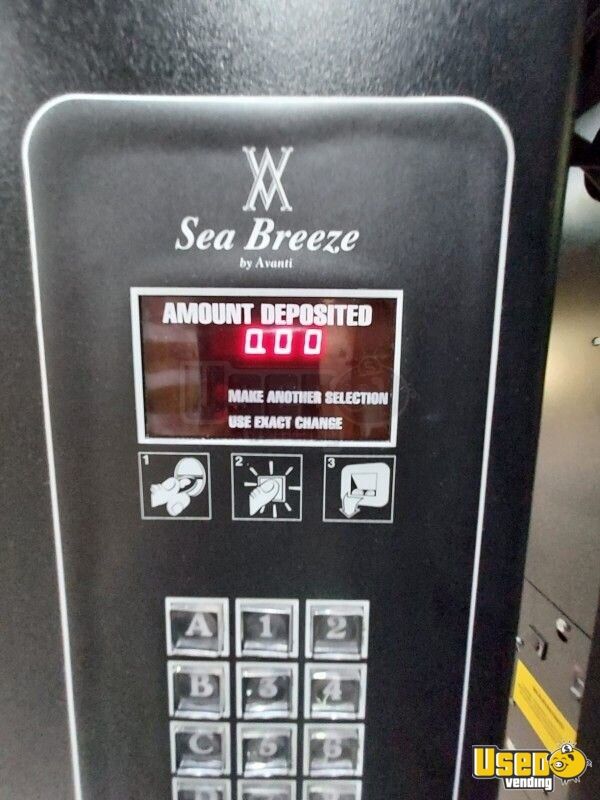 Sea Breeze
by Avanti
AMOUNT DEPOSITED
0.00
MAKE ANOTHER SELECTION
USE EXACT CHANGE
1 2 3
A 1 2
B 3 4
C 5 6
USED
vending